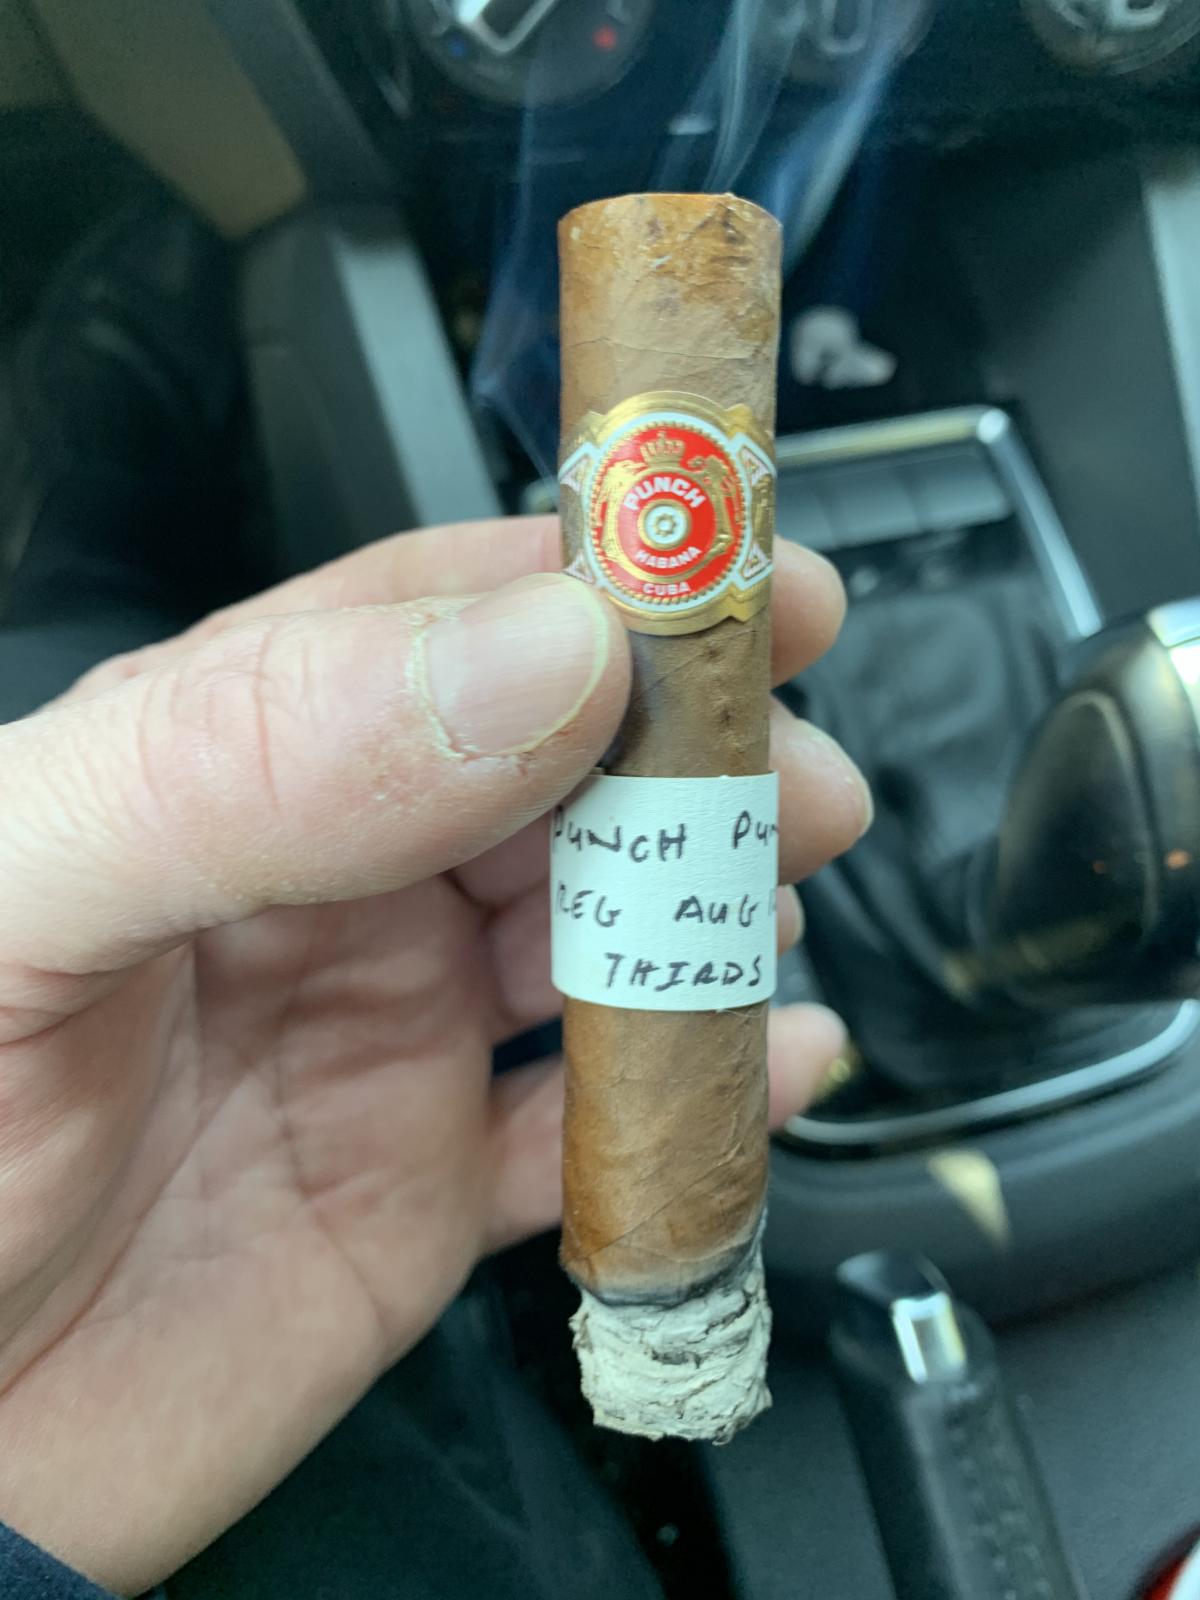 PUNCH
HABANA
CUBA
PUNCH
REG AUG
THIRDS